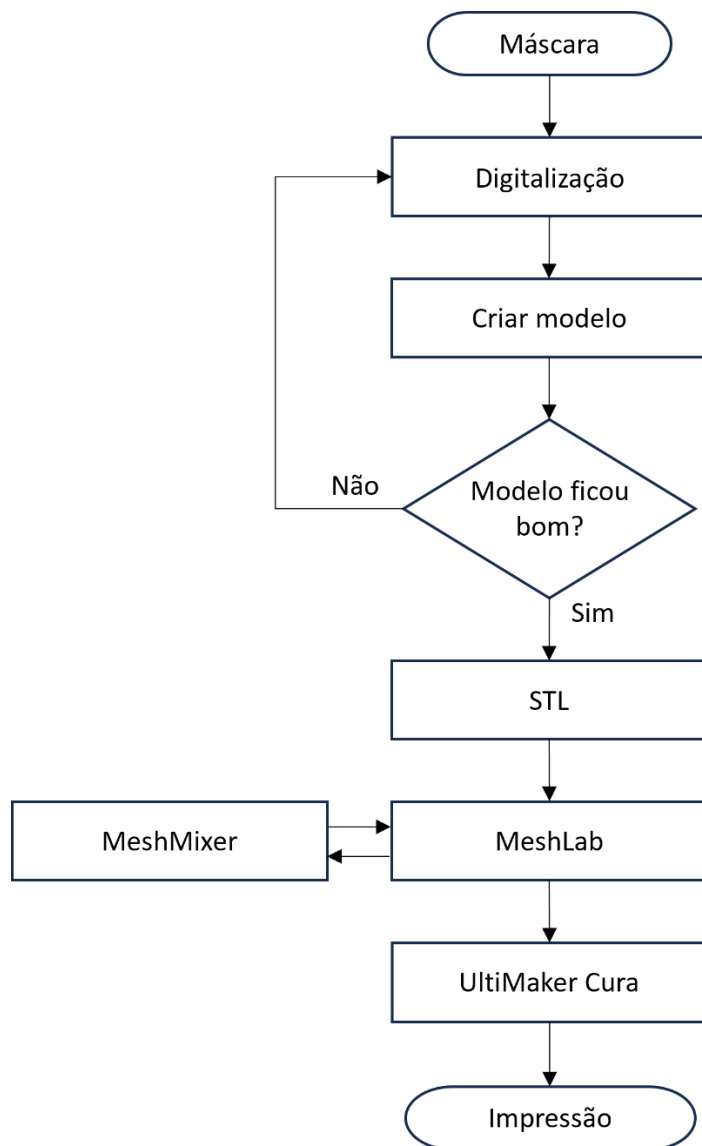 Máscara
Digitalização
Criar modelo
Não
Modelo ficou
bom?
Sim
STL
MeshMixer
MeshLab
UltiMaker Cura
Impressão